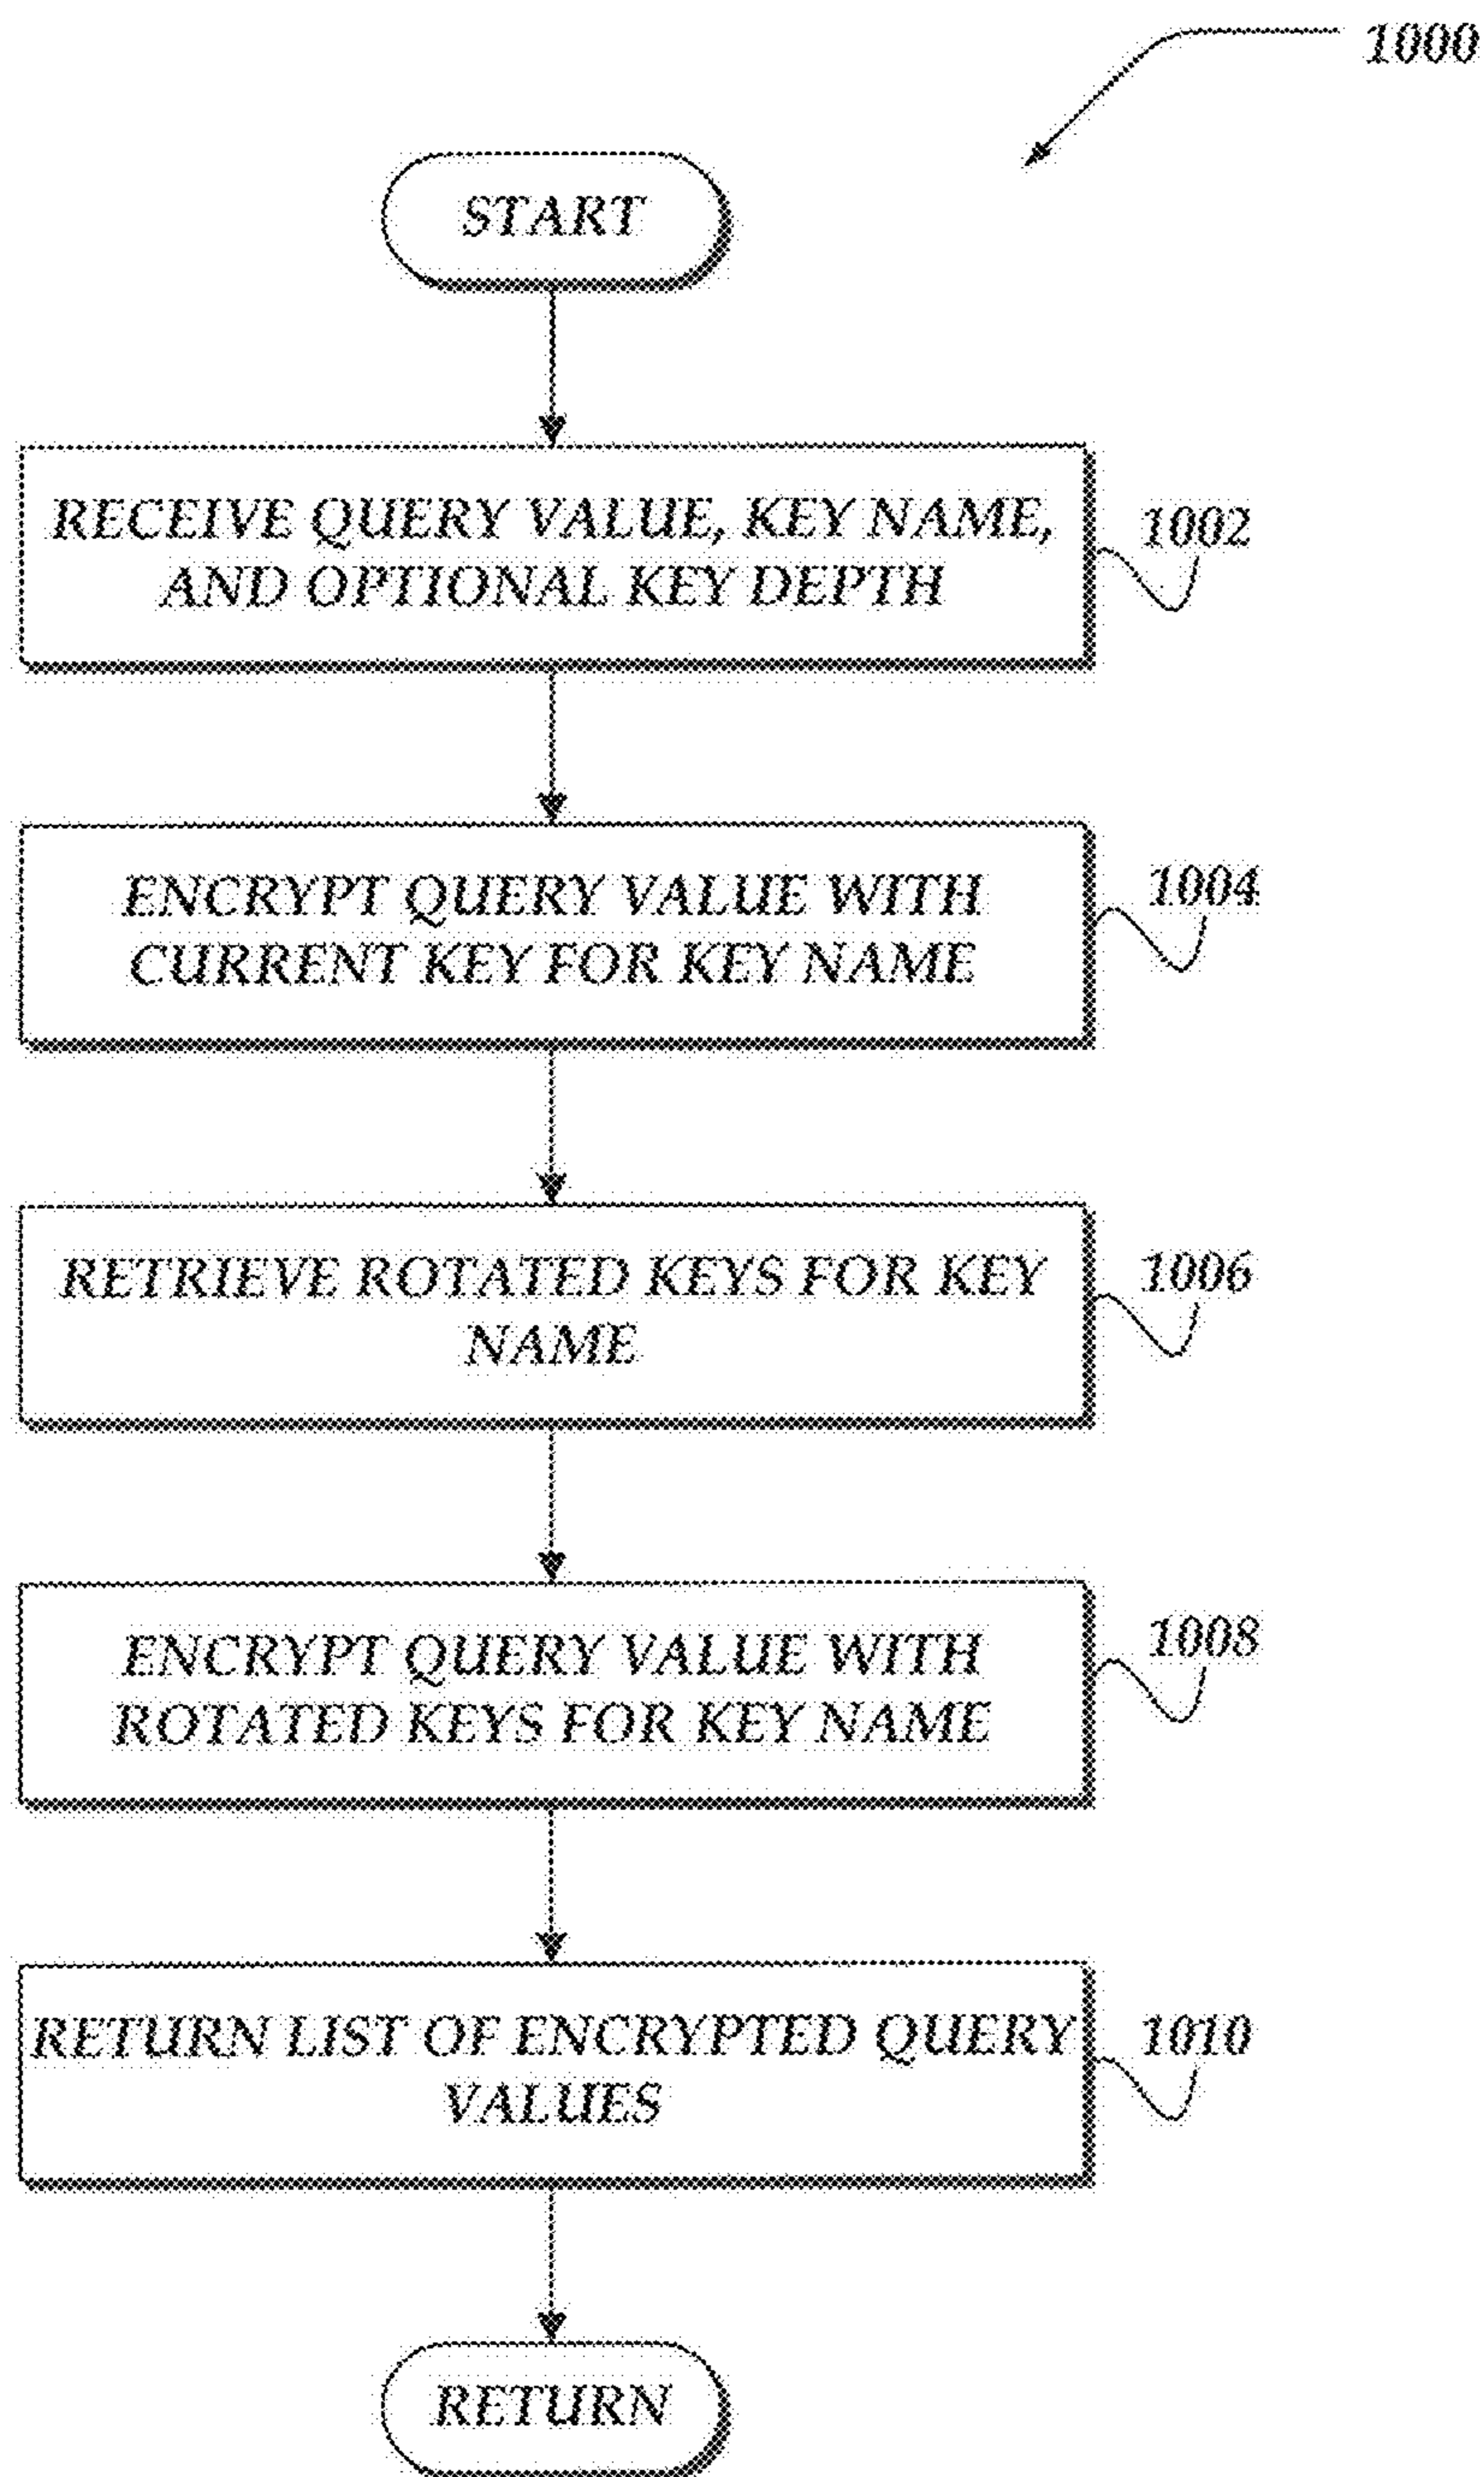 1000
START
RECEIVE QUERY VALUE, KEY NAME,
AND OPTIONAL KEY DEPTH
1002
ENCRYPT QUERY VALUE WITH
CURRENT KEY FOR KEY NAME
1004
RETRIEVE ROTATED KEYS FOR KEY
NAME
1006
ENCRYPT QUERY VALUE WITH
ROTATED KEYS FOR KEY NAME
1008
RETURN LIST OF ENCRYPTED QUERY
VALUES
1010
RETURN